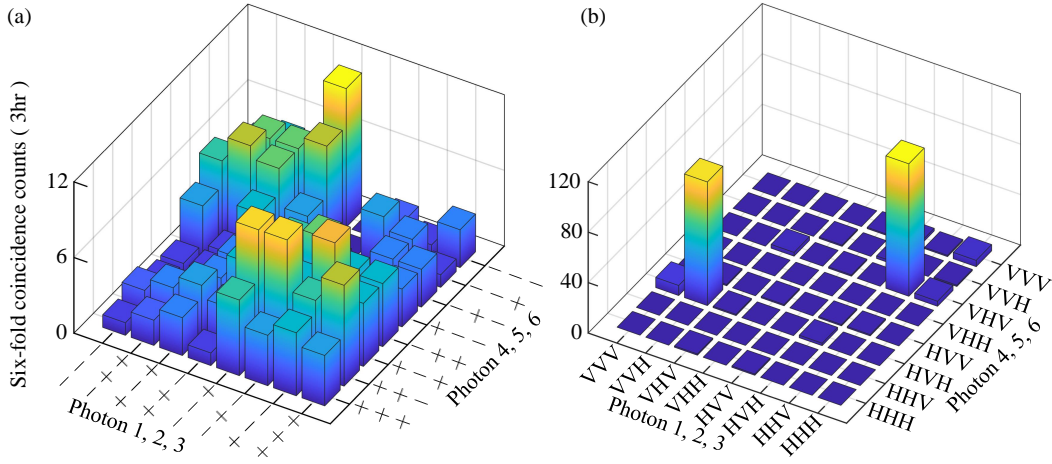 (a)
(b)
Six-fold coincidence counts ( 3hr )
12
6
0
Photon 1, 2, 3
Photon 4, 5, 6
+ + +
120
80
40
0
VVV
VVH
VHV
VHH
HVV
HVH
HHV
HHH
Photon 1, 2, 3
VVV
VVH
VHV
VHH
HVV
HVH
HHV
HHH
Photon 4, 5, 6